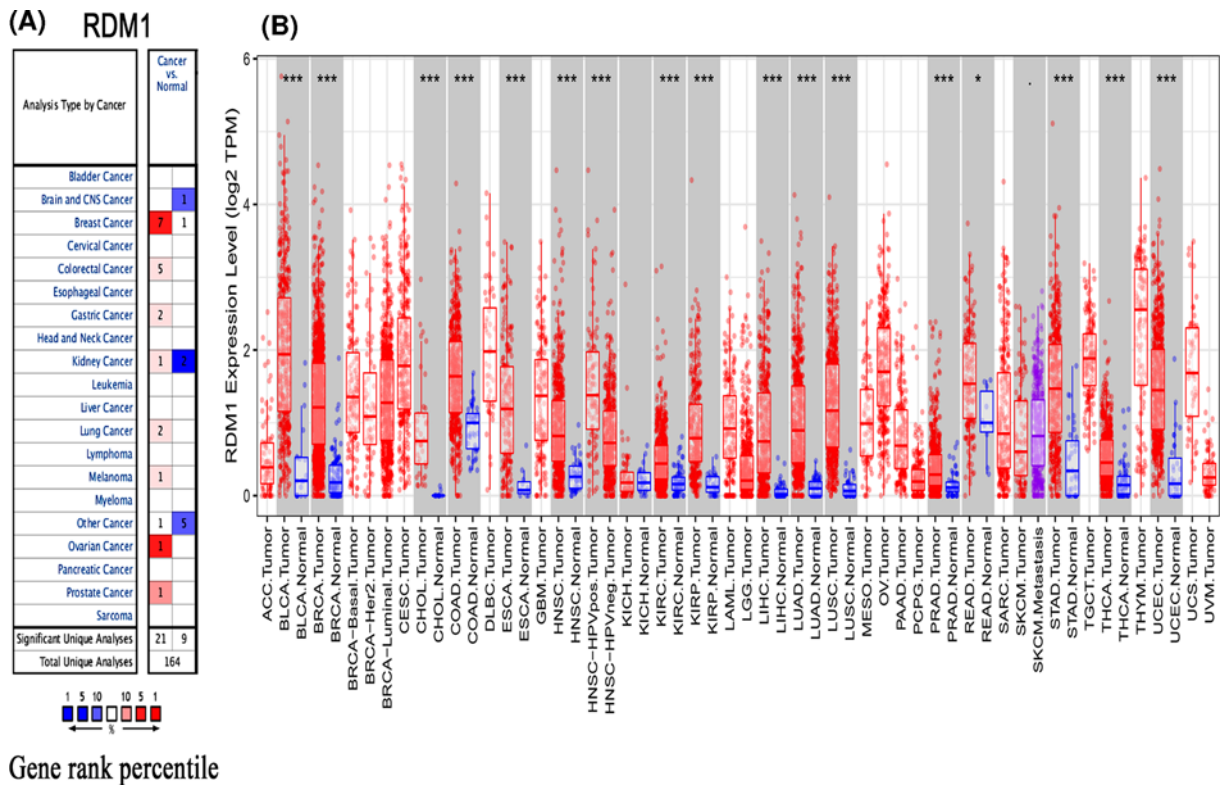 (A) RDM1
Analysis Type by Cancer
Cancer
vs.
Normal
Bladder Cancer
Brain and CNS Cancer 1
Breast Cancer 7 1
Cervical Cancer
Colorectal Cancer 5
Esophageal Cancer
Gastric Cancer 2
Head and Neck Cancer
Kidney Cancer 1 2
Leukemia
Liver Cancer
Lung Cancer 2
Lymphoma
Melanoma 1
Myeloma
Other Cancer 1 5
Ovarian Cancer 1
Pancreatic Cancer
Prostate Cancer 1
Sarcoma
Significant Unique Analyses 21 9
Total Unique Analyses 164
1 5 10 10 5 1
Gene rank percentile
(B)
RDM1 Expression Level (log2 TPM)
6
4
2
0
*** *** *** *** *** *** *** *** *** *** *** *** *** * . *** *** ***
ACC.Tumor
BLCA.Tumor
BLCA.Normal
BRCA.Tumor
BRCA.Normal
BRCA-Basal.Tumor
BRCA-Her2.Tumor
BRCA-Luminal.Tumor
CESC.Tumor
CHOL.Tumor
CHOL.Normal
COAD.Tumor
COAD.Normal
DLBC.Tumor
ESCA.Tumor
ESCA.Normal
GBM.Tumor
HNSC.Tumor
HNSC.Normal
HNSC-HPVpos.Tumor
HNSC-HPVneg.Tumor
KICH.Tumor
KICH.Normal
KIRC.Tumor
KIRC.Normal
KIRP.Tumor
KIRP.Normal
LAML.Tumor
LGG.Tumor
LIHC.Tumor
LIHC.Normal
LUAD.Tumor
LUAD.Normal
LUSC.Tumor
LUSC.Normal
MESO.Tumor
OV.Tumor
PAAD.Tumor
PCPG.Tumor
PRAD.Tumor
PRAD.Normal
READ.Tumor
READ.Normal
SARC.Tumor
SKCM.Tumor
SKCM.Metastasis
STAD.Tumor
STAD.Normal
TGCT.Tumor
THCA.Tumor
THCA.Normal
THYM.Tumor
UCEC.Tumor
UCEC.Normal
UCS.Tumor
UVM.Tumor